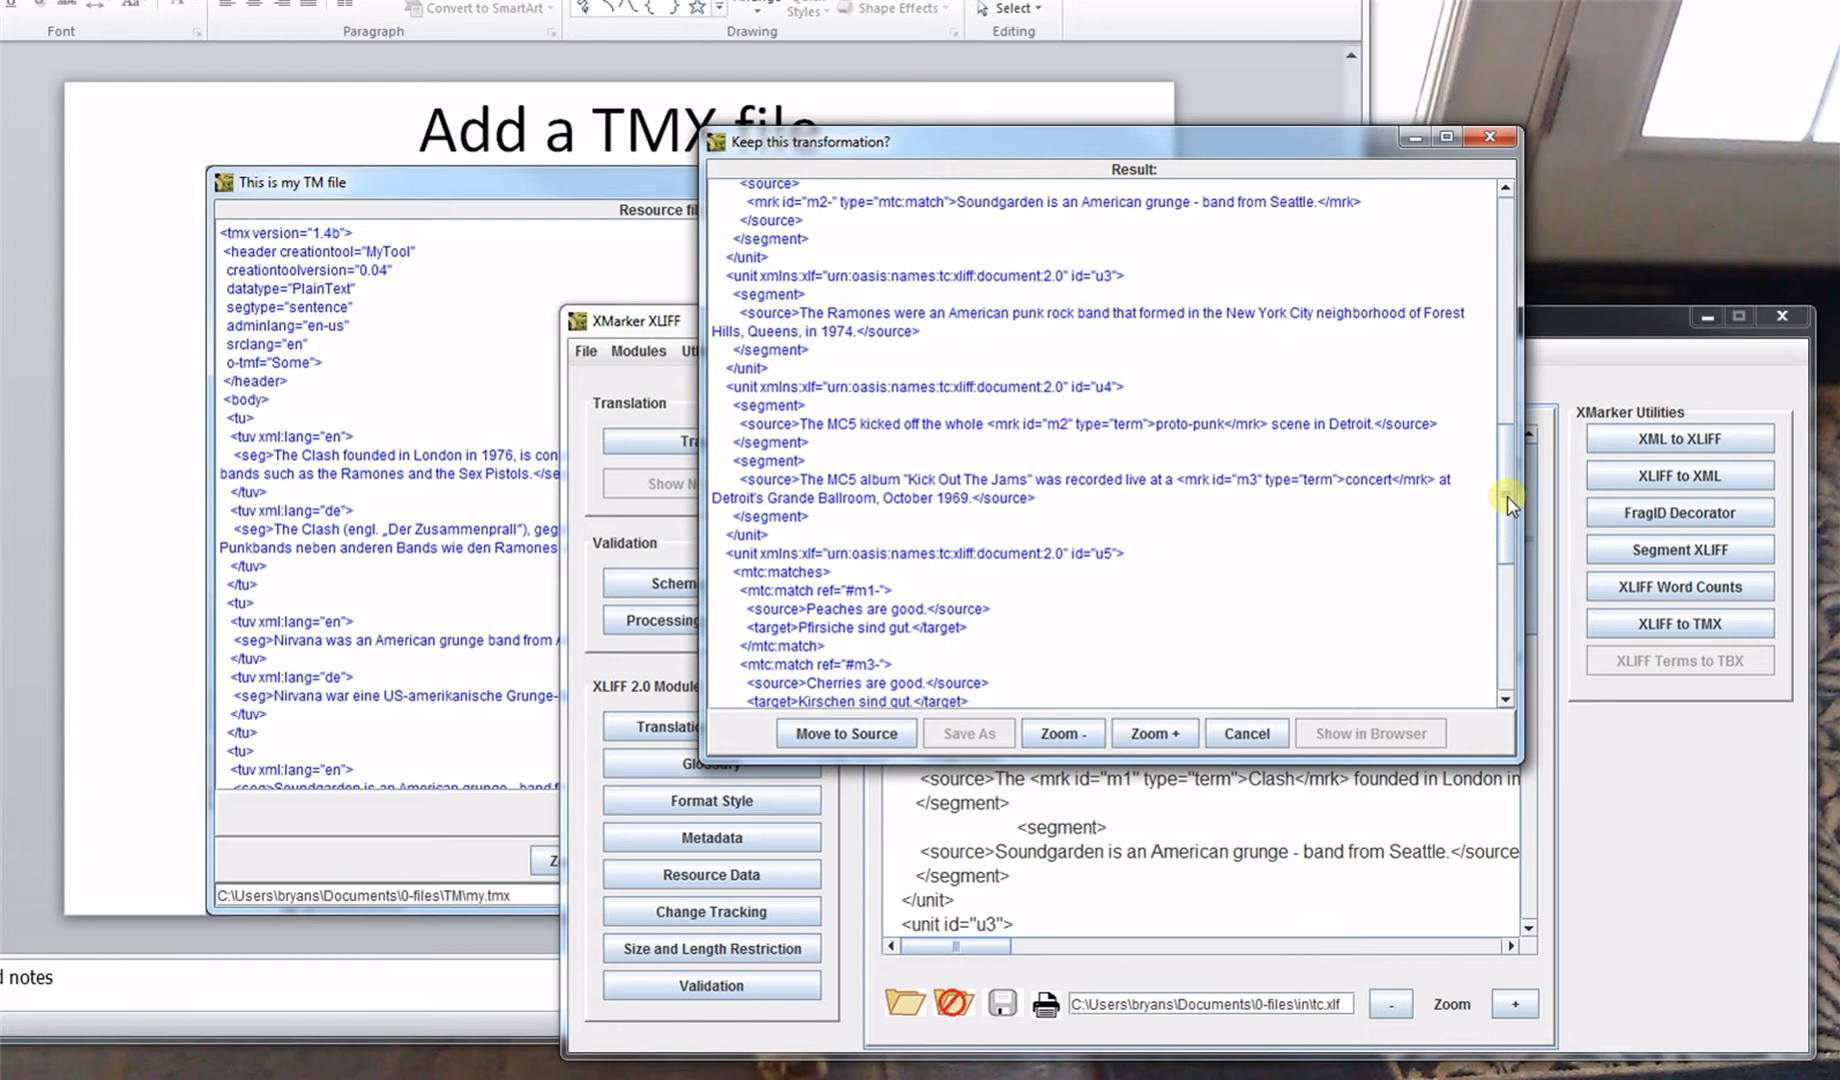 Convert to SmartArt
Styles
Shape Effects
Select
Font
Paragraph
Drawing
Editing
Add a TMX file
This is my TM file
Resource fil
<tmx version="1.4b">
<header creationtool="MyTool"
creationtoolversion="0.04"
datatype="PlainText"
segtype="sentence"
adminlang="en-us"
srclang="en"
o-tmf="Some">
</header>
<body>
<tu>
<tuv xml:lang="en">
<seg>The Clash founded in London in 1976, is con
bands such as the Ramones and the Sex Pistols.</se
</tuv>
<tuv xml:lang="de">
<seg>The Clash (engl. „Der Zusammenprall"), geg
Punkbands neben anderen Bands wie den Ramones
</tuv>
</tu>
<tu>
<tuv xml:lang="en">
<seg>Nirvana was an American grunge band from A
</tuv>
<tuv xml:lang="de">
<seg>Nirvana war eine US-amerikanische Grunge-
</tuv>
</tu>
<tu>
<tuv xml:lang="en">
<seg>Soundgarden is an American grunge - band f
C:\Users\bryans\Documents\0-files\TM\my.tmx
d notes
Keep this transformation?
Result:
<source>
<mrk id="m2-" type="mtc:match">Soundgarden is an American grunge - band from Seattle.</mrk>
</source>
</segment>
</unit>
<unit xmlns:xlf="urn:oasis:names:tc:xliff:document:2.0" id="u3">
<segment>
<source>The Ramones were an American punk rock band that formed in the New York City neighborhood of Forest
Hills, Queens, in 1974.</source>
</segment>
</unit>
<unit xmlns:xlf="urn:oasis:names:tc:xliff:document:2.0" id="u4">
<segment>
<source>The MC5 kicked off the whole <mrk id="m2" type="term">proto-punk</mrk> scene in Detroit.</source>
</segment>
<segment>
<source>The MC5 album "Kick Out The Jams" was recorded live at a <mrk id="m3" type="term">concert</mrk> at
Detroit's Grande Ballroom, October 1969.</source>
</segment>
</unit>
<unit xmlns:xlf="urn:oasis:names:tc:xliff:document:2.0" id="u5">
<mtc:matches>
<mtc:match ref="#m1-">
<source>Peaches are good.</source>
<target>Pfirsiche sind gut.</target>
</mtc:match>
<mtc:match ref="#m3-">
<source>Cherries are good.</source>
<target>Kirschen sind gut.</target>
Move to Source
Save As
Zoom -
Zoom +
Cancel
Show in Browser
XMarker XLIFF
File Modules Uti
Translation
Tra
Show N
Validation
Schem
Processing
XLIFF 2.0 Module
Translatio
Glossary
Format Style
Metadata
Resource Data
Change Tracking
Size and Length Restriction
Validation
<source>The <mrk id="m1" type="term">Clash</mrk> founded in London in
</segment>
<segment>
<source>Soundgarden is an American grunge - band from Seattle.</source
</segment>
</unit>
<unit id="u3">
C:\Users\bryans\Documents\0-files\in\tc.xlf
- Zoom +
XMarker Utilities
XML to XLIFF
XLIFF to XML
FragID Decorator
Segment XLIFF
XLIFF Word Counts
XLIFF to TMX
XLIFF Terms to TBX